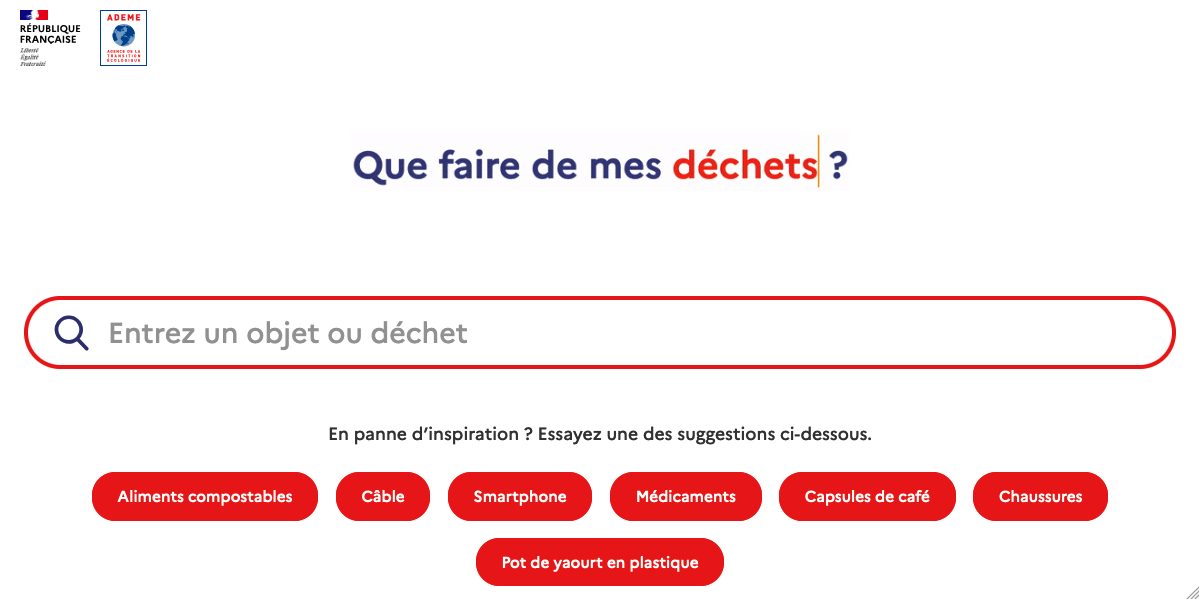 RÉPUBLIQUE
FRANÇAISE
Liberté
Égalité
Fraternité
ADEME
AGENCE DE LA
TRANSITION
ÉCOLOGIQUE
Que faire de mes déchets ?
Entrez un objet ou déchet
En panne d’inspiration ? Essayez une des suggestions ci-dessous.
Aliments compostables Câble Smartphone Médicaments Capsules de café Chaussures
Pot de yaourt en plastique